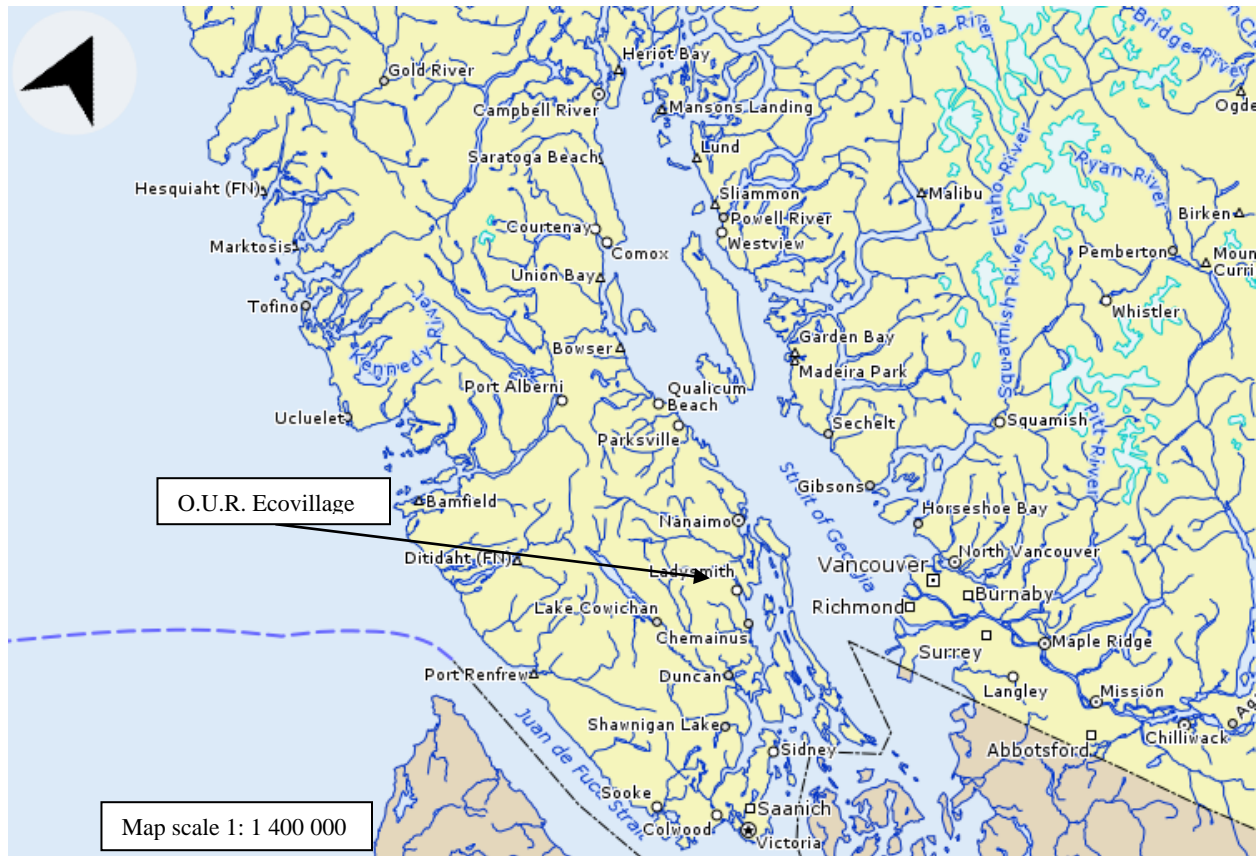 Toba River
Bridge River
Heriot Bay
Gold River
Ogde
Campbell River
Mansons Landing
Saratoga Beach
Lund
Elaho River
Ryan River
Hesquiaht (FN)
Sliammon
Malibu
Powell River
Birken
Courtenay
Westview
Marktosis
Comox
Pemberton
Moun
Curri
Union Bay
Squamish River
Tofino
Whistler
Kennedy River
Garden Bay
Bowser
Madeira Park
Port Alberni
Qualicum
Beach
Ucluelet
Sechelt
Squamish
Parksville
Pitt River
Strait of Georgia
Gibsons
O.U.R. Ecovillage
Bamfield
Nanaimo
Horseshoe Bay
Ditidaht (FN)
North Vancouver
Vancouver
Ladysmith
Burnaby
Lake Cowichan
Richmond
Chemainus
Maple Ridge
Surrey
Port Renfrew
Duncan
Langley
Mission
Juan de Fuca Strait
Shawnigan Lake
Chilliwack
Ag
Sidney
Abbotsford
Sooke
Saanich
Map scale 1: 1 400 000
Colwood
Victoria